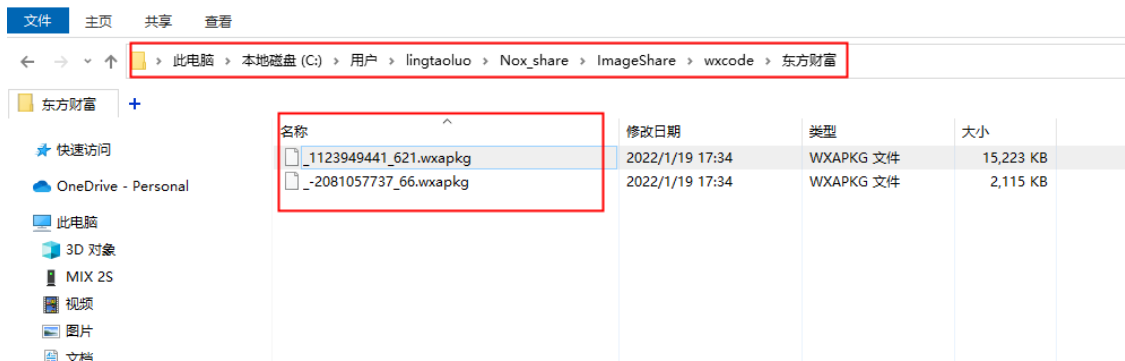 文件 主页 共享 查看
此电脑 > 本地磁盘 (C:) > 用户 > lingtaoluo > Nox_share > ImageShare > wxcode > 东方财富
东方财富 +
名称 修改日期 类型 大小
快速访问
_1123949441_621.wxapkg 2022/1/19 17:34 WXAPKG 文件 15,223 KB
OneDrive - Personal
_-2081057737_66.wxapkg 2022/1/19 17:34 WXAPKG 文件 2,115 KB
此电脑
3D 对象
MIX 2S
视频
图片
文档